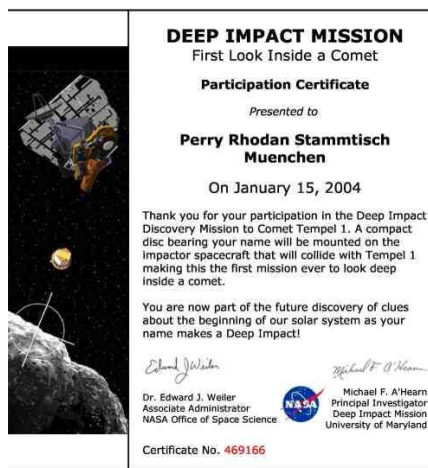 DEEP IMPACT MISSION
First Look Inside a Comet
Participation Certificate
Presented to
Perry Rhodan Stammtisch
Muenchen
On January 15, 2004
Thank you for your participation in the Deep Impact
Discovery Mission to Comet Tempel 1. A compact
disc bearing your name will be mounted on the
impactor spacecraft that will collide with Tempel 1
making this the first mission ever to look deep
inside a comet.
You are now part of the future discovery of clues
about the beginning of our solar system as your
name makes a Deep Impact!
Edward J Weiler
Michael F. A'Hearn
Dr. Edward J. Weiler
Associate Administrator
NASA Office of Space Science
NASA
Michael F. A'Hearn
Principal Investigator
Deep Impact Mission
University of Maryland
Certificate No. 469166